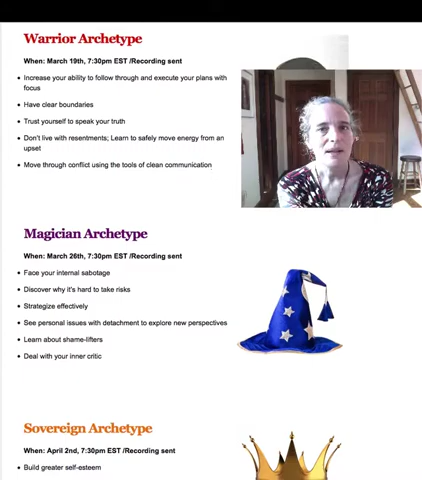 Warrior Archetype
When: March 19th, 7:30pm EST /Recording sent
Increase your ability to follow through and execute your plans with
focus
Have clear boundaries
Trust yourself to speak your truth
Don't live with resentments; Learn to safely move energy from an
upset
Move through conflict using the tools of clean communication
Magician Archetype
When: March 26th, 7:30pm EST /Recording sent
Face your internal sabotage
Discover why it's hard to take risks
Strategize effectively
See personal issues with detachment to explore new perspectives
Learn about shame-lifters
Deal with your inner critic
Sovereign Archetype
When: April 2nd, 7:30pm EST /Recording sent
Build greater self-esteem